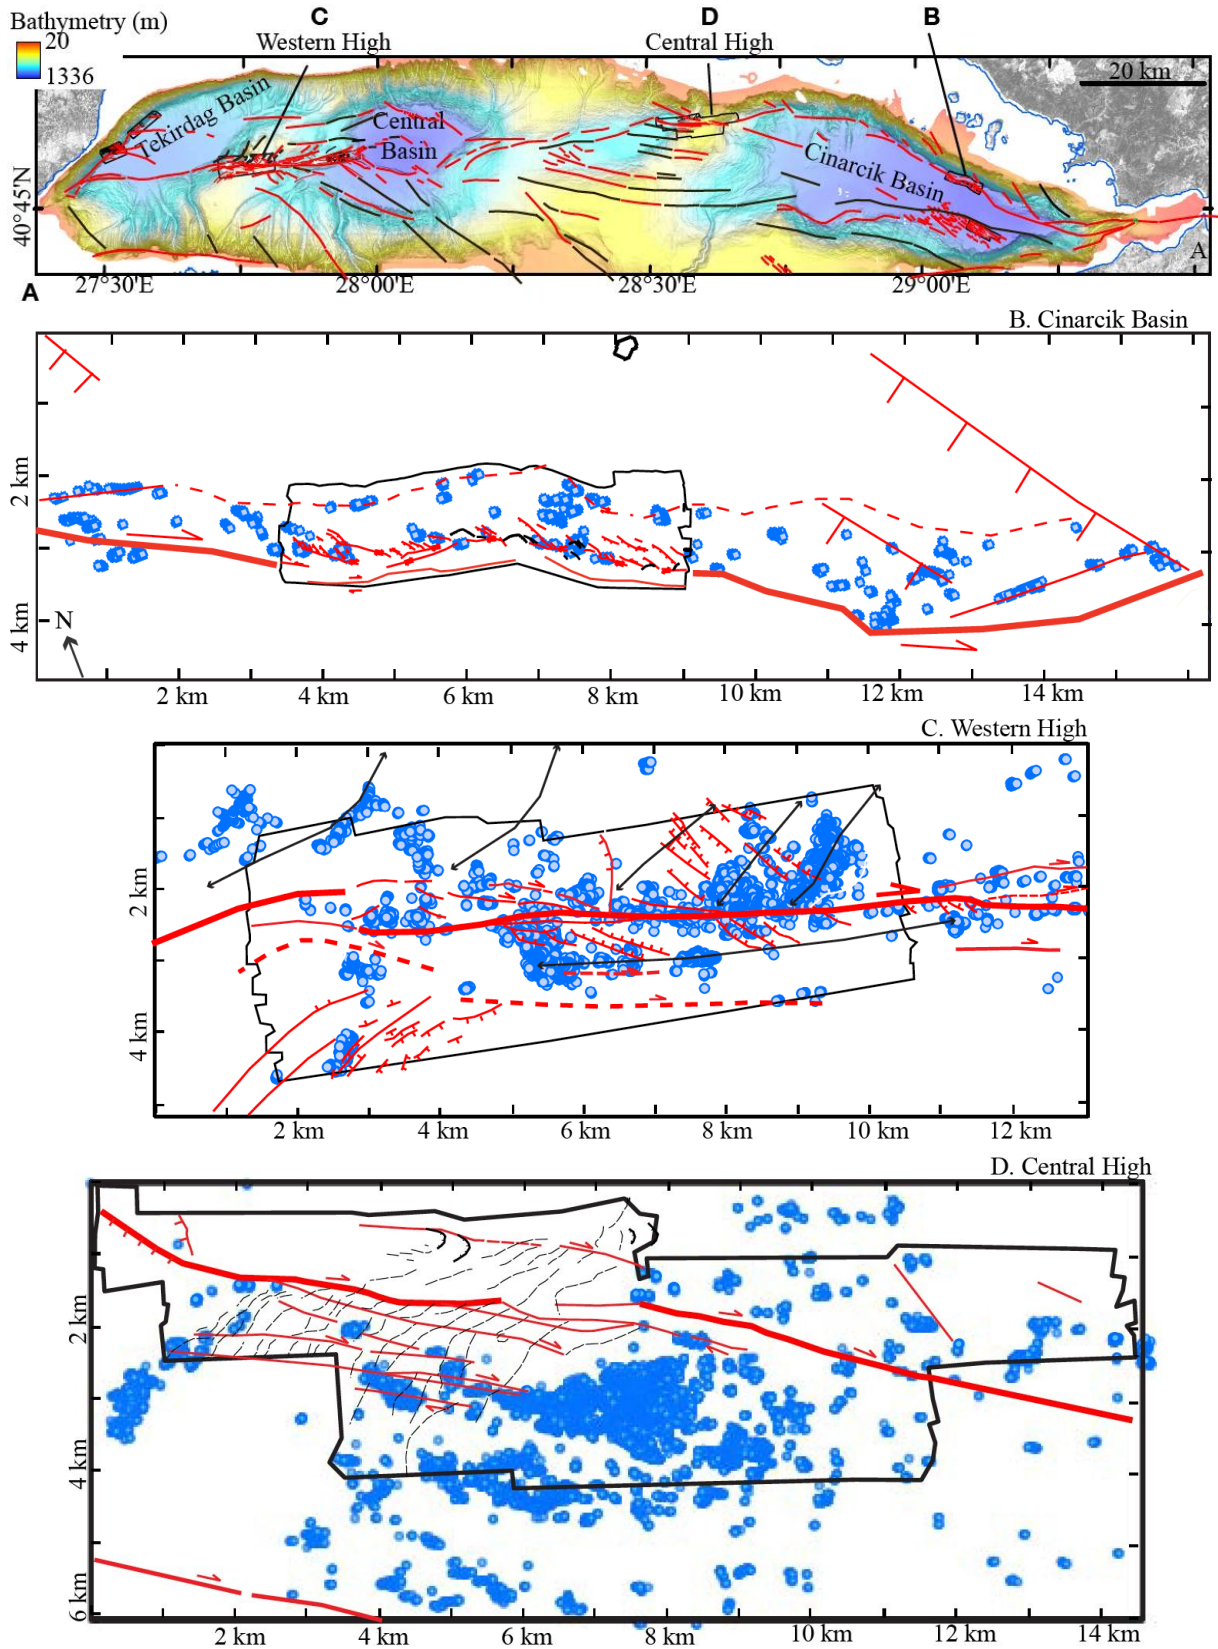 C
D
B
Bathymetry (m)
20
1336
Western High
Central High
20 km
Tekirdag Basin
Central
Basin
Cinarcik Basin
40°45'N
A
27°30'E
28°00'E
28°30'E
29°00'E
A
B. Cinarcik Basin
2 km
4 km
N
2 km
4 km
6 km
8 km
10 km
12 km
14 km
C. Western High
2 km
4 km
2 km
4 km
6 km
8 km
10 km
12 km
D. Central High
2 km
4 km
6 km
2 km
4 km
6 km
8 km
10 km
12 km
14 km